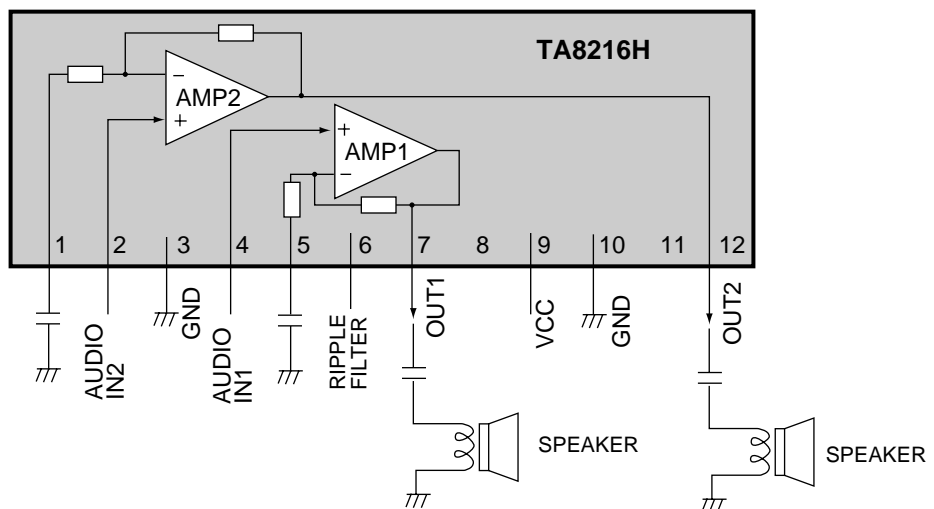 TA8216H
AMP2
−
+
AMP1
+
−
1 2 3 4 5 6 7 8 9 10 11 12
AUDIO
IN2
GND
AUDIO
IN1
RIPPLE
FILTER
OUT1
VCC
GND
OUT2
SPEAKER
SPEAKER